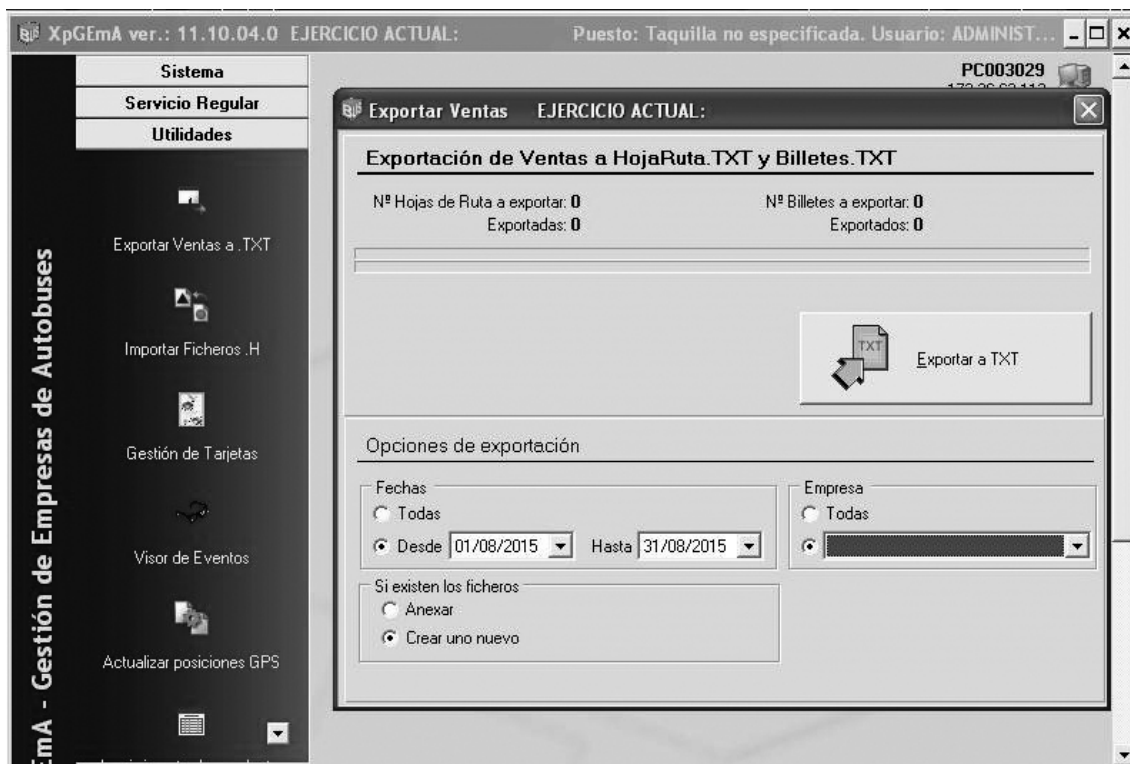 XpGEmA ver.: 11.10.04.0 EJERCICIO ACTUAL: Puesto: Taquilla no especificada. Usuario: ADMINIST...
Sistema
Servicio Regular
Utilidades
PC003029
Exportar Ventas a .TXT
Importar Ficheros .H
Gestión de Tarjetas
Visor de Eventos
Actualizar posiciones GPS
EmA - Gestión de Empresas de Autobuses
Exportar Ventas EJERCICIO ACTUAL:
Exportación de Ventas a HojaRuta.TXT y Billetes.TXT
Nº Hojas de Ruta a exportar: 0 Nº Billetes a exportar: 0
Exportadas: 0 Exportados: 0
TXT
Exportar a TXT
Opciones de exportación
Fechas
Todas
Desde 01/08/2015 Hasta 31/08/2015
Empresa
Todas
Si existen los ficheros
Anexar
Crear uno nuevo